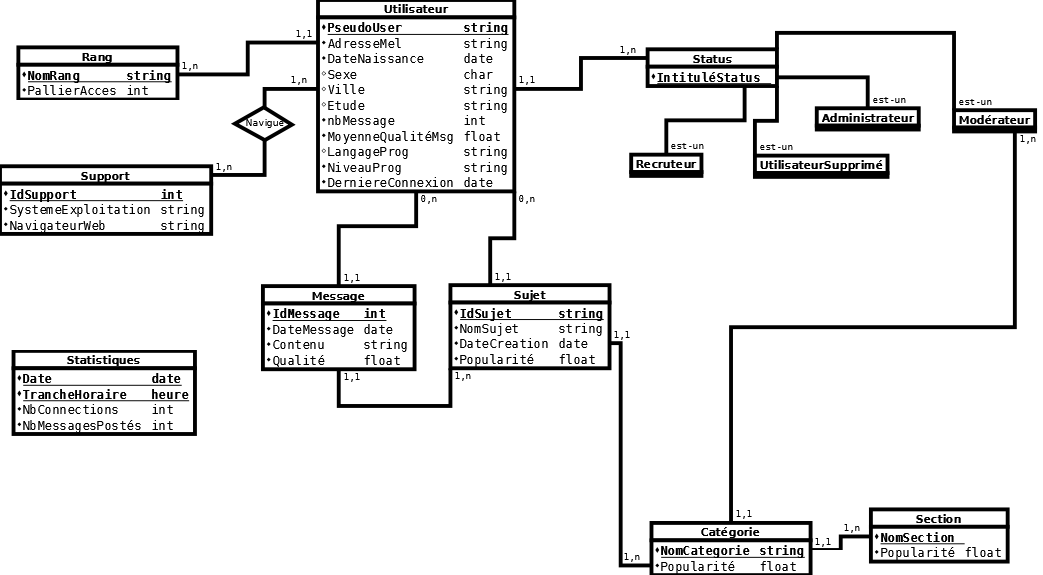 Utilisateur
PseudoUser string
AdresseMel string
DateNaissance date
Sexe char
Ville string
Etude string
nbMessage int
MoyenneQualitéMsg float
LangageProg string
NiveauProg string
DerniereConnexion date
1,1
1,n
Rang
NomRang string
PallierAcces int
1,n
Navigue
1,n
Support
IdSupport int
SystemeExploitation string
NavigateurWeb string
1,1
1,n
Status
IntituléStatus
est-un
Recruteur
est-un
UtilisateurSupprimé
est-un
Administrateur
est-un
Modérateur
1,n
0,n
0,n
1,1
1,1
Message
IdMessage int
DateMessage date
Contenu string
Qualité float
1,1
Sujet
IdSujet string
NomSujet string
DateCreation date
Popularité float
1,n
1,1
Statistiques
Date date
TrancheHoraire heure
NbConnections int
NbMessagesPostés int
1,1
Catégorie
NomCategorie string
Popularité float
1,n
1,1
1,n
Section
NomSection
Popularité float